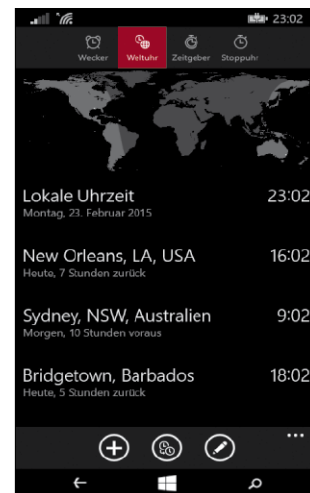 23:02
Wecker Weltuhr Zeitgeber Stoppuhr
Lokale Uhrzeit 23:02
Montag, 23. Februar 2015
New Orleans, LA, USA 16:02
Heute, 7 Stunden zurück
Sydney, NSW, Australien 9:02
Morgen, 10 Stunden voraus
Bridgetown, Barbados 18:02
Heute, 5 Stunden zurück